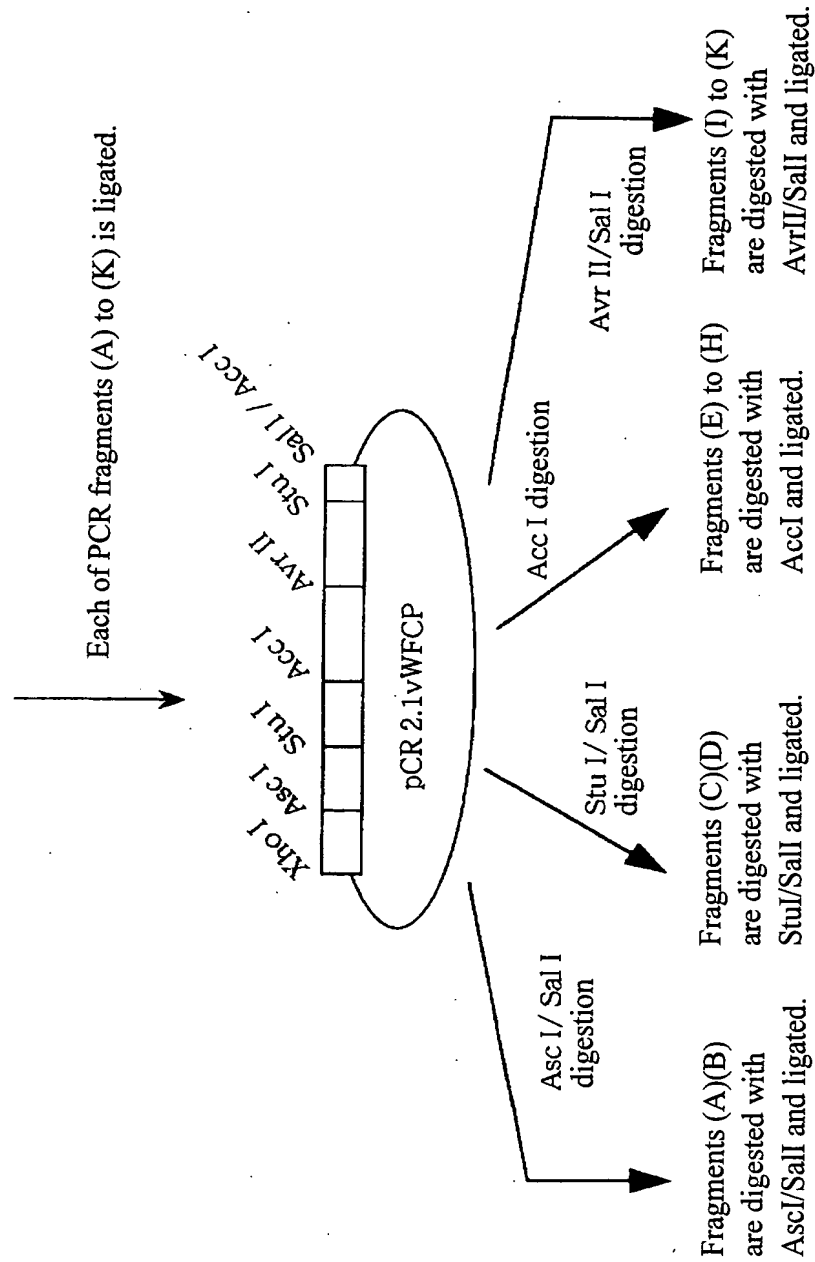 Each of PCR fragments (A) to (K) is ligated.
Xho I
Asc I
Stu I
Acc I
Avr II
Stu I
Sal I / Acc I
pCR 2.1vWFCP
Asc I/ Sal I
digestion
Stu I/ Sal I
digestion
Acc I digestion
Avr II/Sal I
digestion
Fragments (A)(B)
are digested with
AscI/SalI and ligated.
Fragments (C)(D)
are digested with
StuI/SalI and ligated.
Fragments (E) to (H)
are digested with
AccI and ligated.
Fragments (I) to (K)
are digested with
AvrII/SalI and ligated.